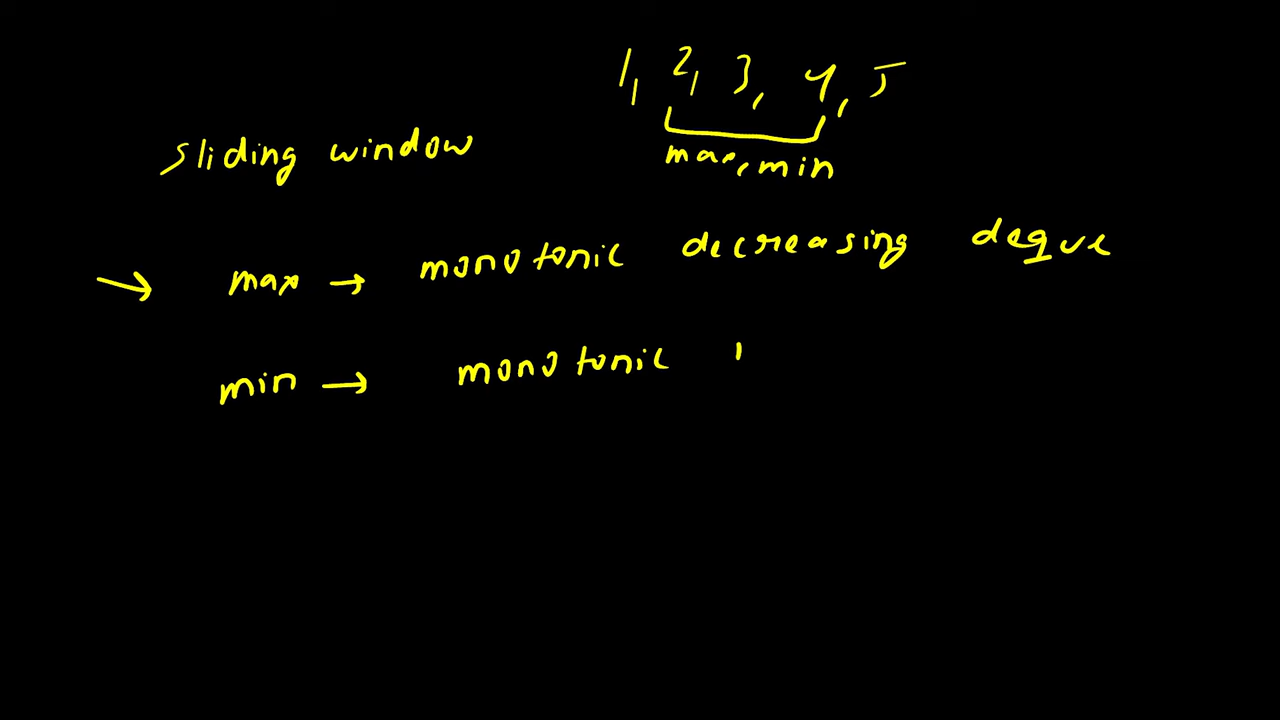 1, 2, 3, 4, 5
max, min
sliding window
→ max → monotonic decreasing deque
min → monotonic